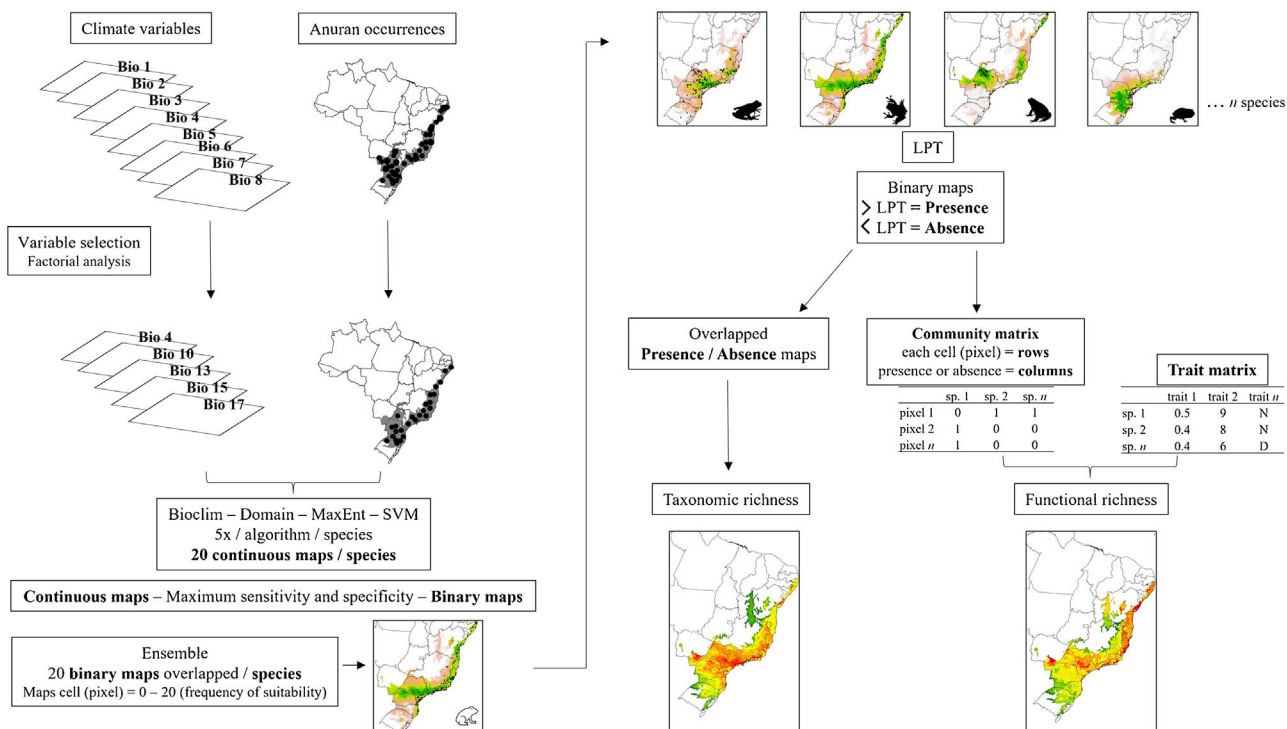 Climate variables
Anuran occurrences
Bio 1
Bio 2
Bio 3
Bio 4
Bio 5
Bio 6
Bio 7
Bio 8
Variable selection
Factorial analysis
Bio 4
Bio 10
Bio 13
Bio 15
Bio 17
Bioclim – Domain – MaxEnt – SVM
5x / algorithm / species
20 continuous maps / species
Continuous maps – Maximum sensitivity and specificity – Binary maps
Ensemble
20 binary maps overlapped / species
Maps cell (pixel) = 0 – 20 (frequency of suitability)
… n species
LPT
Binary maps
> LPT = Presence
< LPT = Absence
Overlapped
Presence / Absence maps
Community matrix
each cell (pixel) = rows
presence or absence = columns
sp. 1 sp. 2 sp. n
pixel 1 0 1 1
pixel 2 1 0 0
pixel n 1 0 0
Trait matrix
trait 1 trait 2 trait n
sp. 1 0.5 9 N
sp. 2 0.4 8 N
sp. n 0.4 6 D
Taxonomic richness
Functional richness